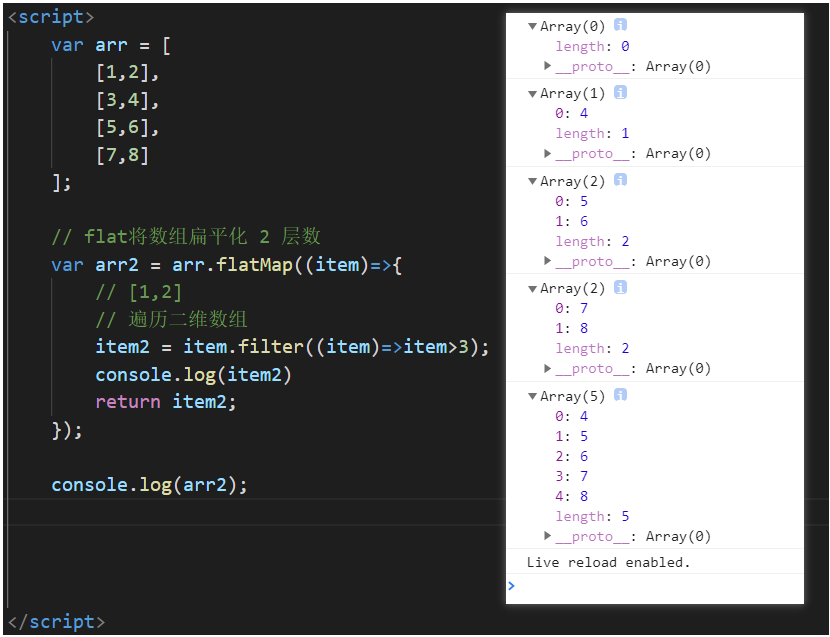 <script>
var arr = [
[1,2],
[3,4],
[5,6],
[7,8]
];
// flat将数组扁平化 2 层数
var arr2 = arr.flatMap((item)=>{
// [1,2]
// 遍历二维数组
item2 = item.filter((item)=>item>3);
console.log(item2)
return item2;
});
console.log(arr2);
</script>
▼Array(0) i
length: 0
▶__proto__: Array(0)
▼Array(1) i
0: 4
length: 1
▶__proto__: Array(0)
▼Array(2) i
0: 5
1: 6
length: 2
▶__proto__: Array(0)
▼Array(2) i
0: 7
1: 8
length: 2
▶__proto__: Array(0)
▼Array(5) i
0: 4
1: 5
2: 6
3: 7
4: 8
length: 5
▶__proto__: Array(0)
Live reload enabled.
>